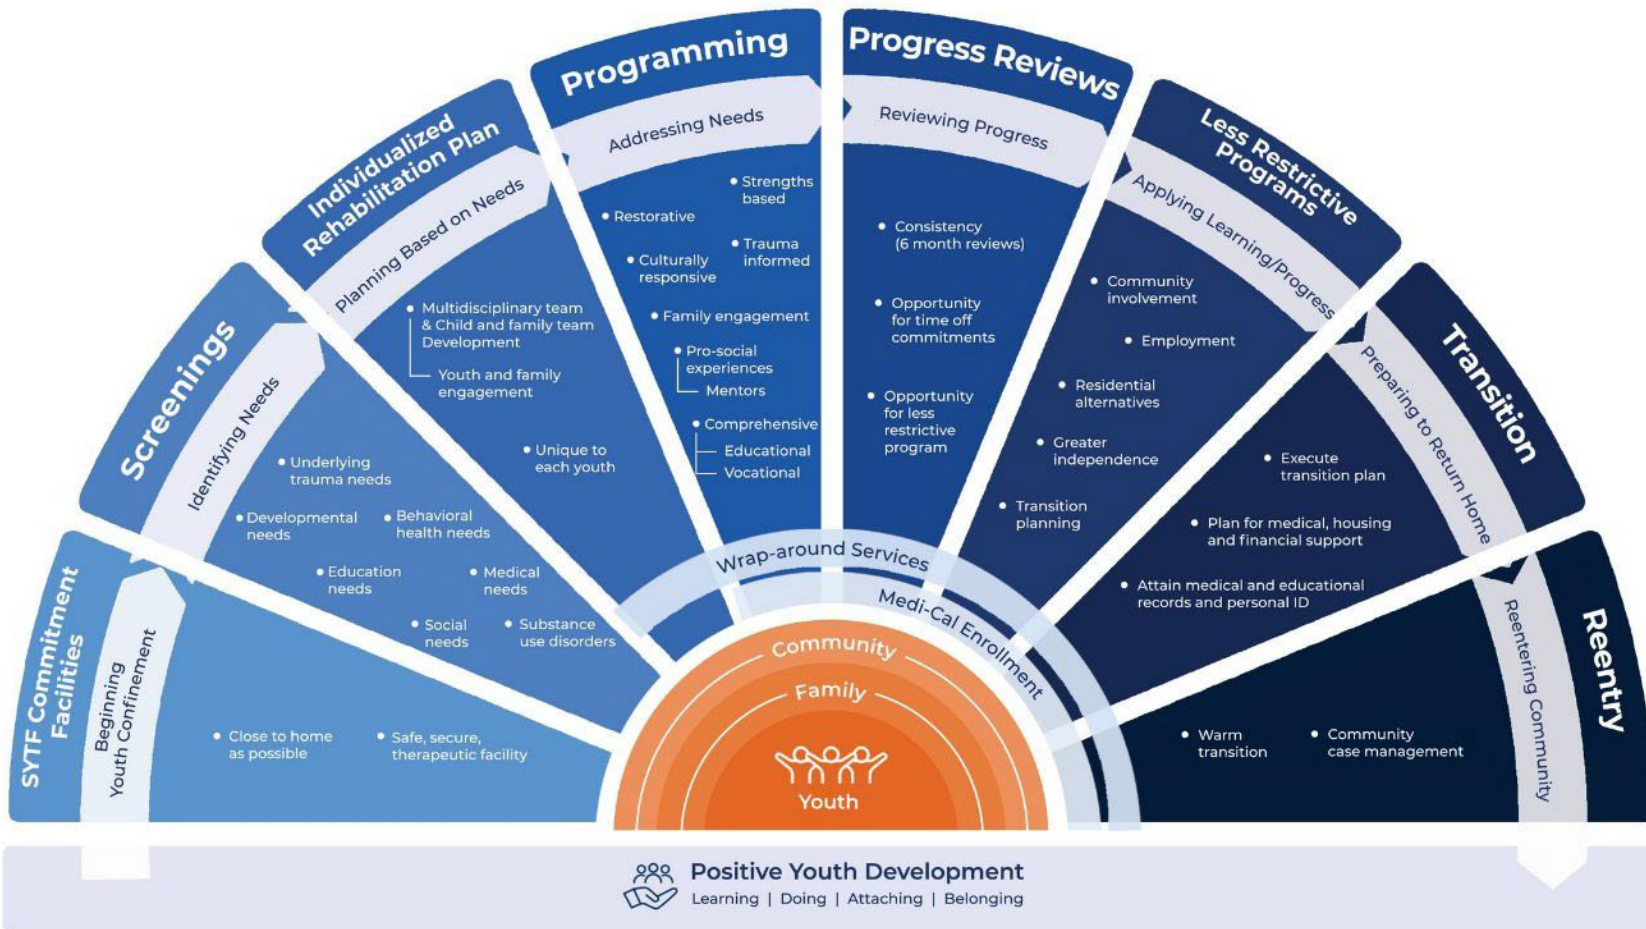 SYTF Commitment
Facilities
Beginning
Youth Confinement
Close to home
as possible
Safe, secure,
therapeutic facility
Screenings
Identifying Needs
Underlying
trauma needs
Developmental
needs
Behavioral
health needs
Education
needs
Medical
needs
Social
needs
Substance
use disorders
Individualized
Rehabilitation Plan
Planning Based on Needs
Multidisciplinary team
& Child and family team
Development
Youth and family
engagement
Unique to
each youth
Programming
Addressing Needs
Strengths
based
Restorative
Trauma
informed
Culturally
responsive
Family engagement
Pro-social
experiences
Mentors
Comprehensive
Educational
Vocational
Progress Reviews
Reviewing Progress
Consistency
(6 month reviews)
Opportunity
for time off
commitments
Opportunity
for less
restrictive
program
Less Restrictive
Programs
Applying Learning/Progress
Community
involvement
Employment
Residential
alternatives
Greater
independence
Transition
planning
Transition
Preparing to Return Home
Execute
transition plan
Plan for medical, housing
and financial support
Attain medical and educational
records and personal ID
Reentry
Reentering Community
Warm
transition
Community
case management
Wrap-around Services
Medi-Cal Enrollment
Community
Family
Youth
Positive Youth Development
Learning | Doing | Attaching | Belonging